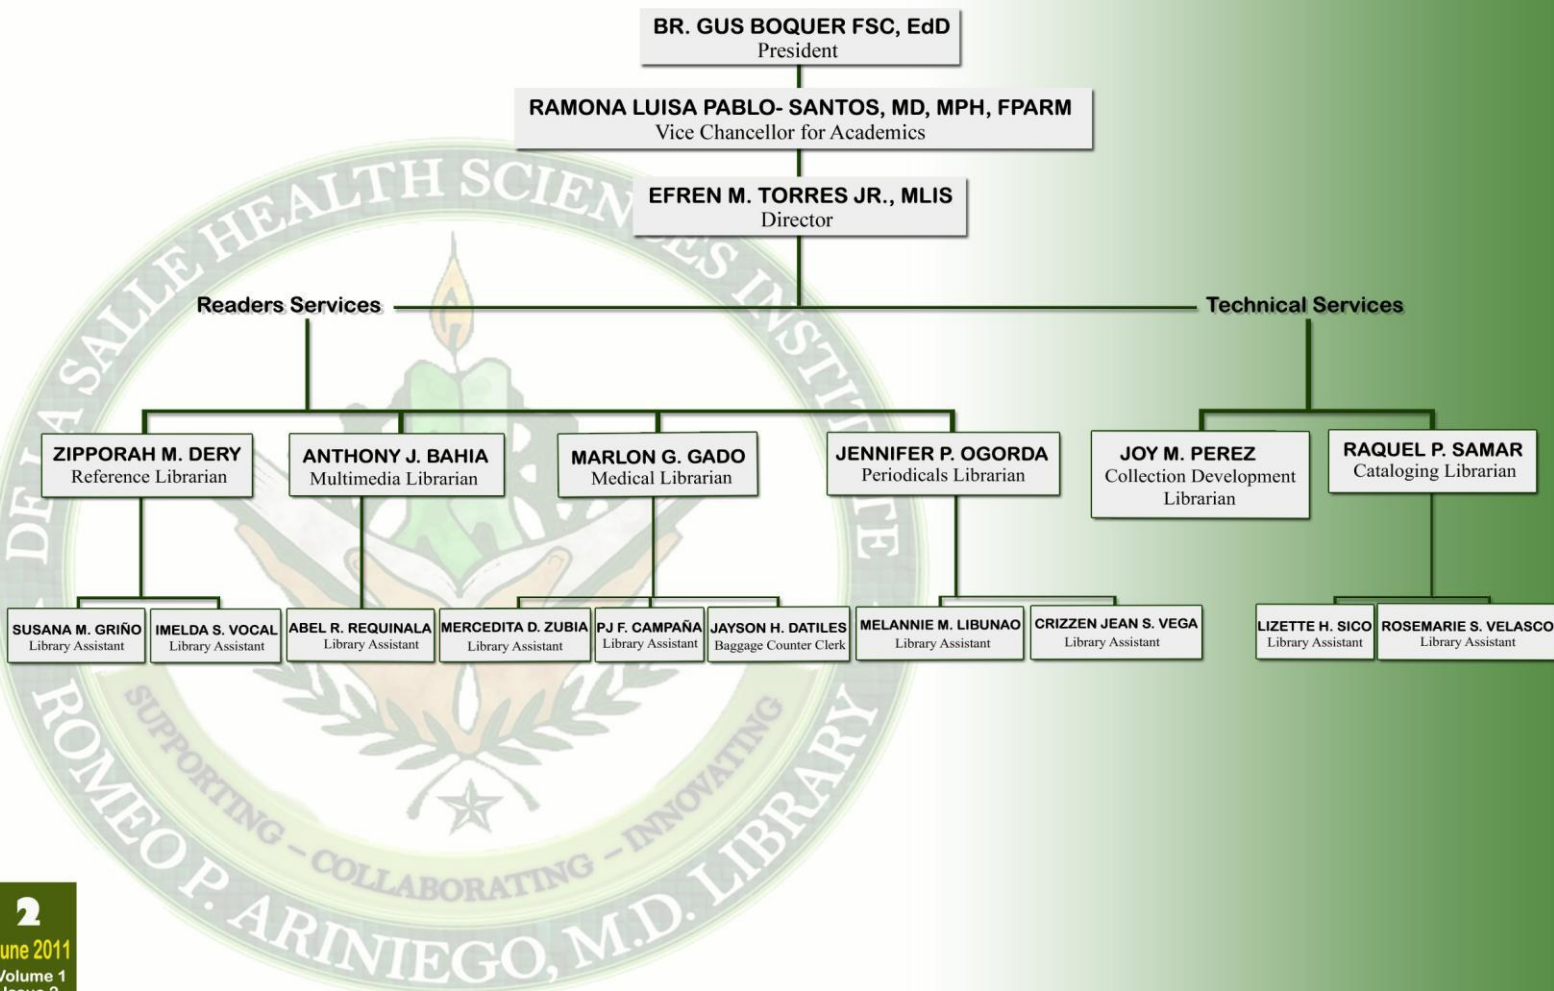 BR. GUS BOQUER FSC, EdD
President
RAMONA LUISA PABLO- SANTOS, MD, MPH, FPARM
Vice Chancellor for Academics
EFREN M. TORRES JR., MLIS
Director
Readers Services
Technical Services
ZIPPORAH M. DERY
Reference Librarian
ANTHONY J. BAHIA
Multimedia Librarian
MARLON G. GADO
Medical Librarian
JENNIFER P. OGORDA
Periodicals Librarian
JOY M. PEREZ
Collection Development
Librarian
RAQUEL P. SAMAR
Cataloging Librarian
SUSANA M. GRIÑO
Library Assistant
IMELDA S. VOCAL
Library Assistant
ABEL R. REQUINALA
Library Assistant
MERCEDITA D. ZUBIA
Library Assistant
PJ F. CAMPAÑA
Library Assistant
JAYSON H. DATILES
Baggage Counter Clerk
MELANNIE M. LIBUNAO
Library Assistant
CRIZZEN JEAN S. VEGA
Library Assistant
LIZETTE H. SICO
Library Assistant
ROSEMARIE S. VELASCO
Library Assistant
DE LA SALLE HEALTH SCIENCES INSTITUTE
SUPPORTING – COLLABORATING – INNOVATING
ROMEO P. ARINIEGO, M.D. LIBRARY
2
une 2011
Volume 1